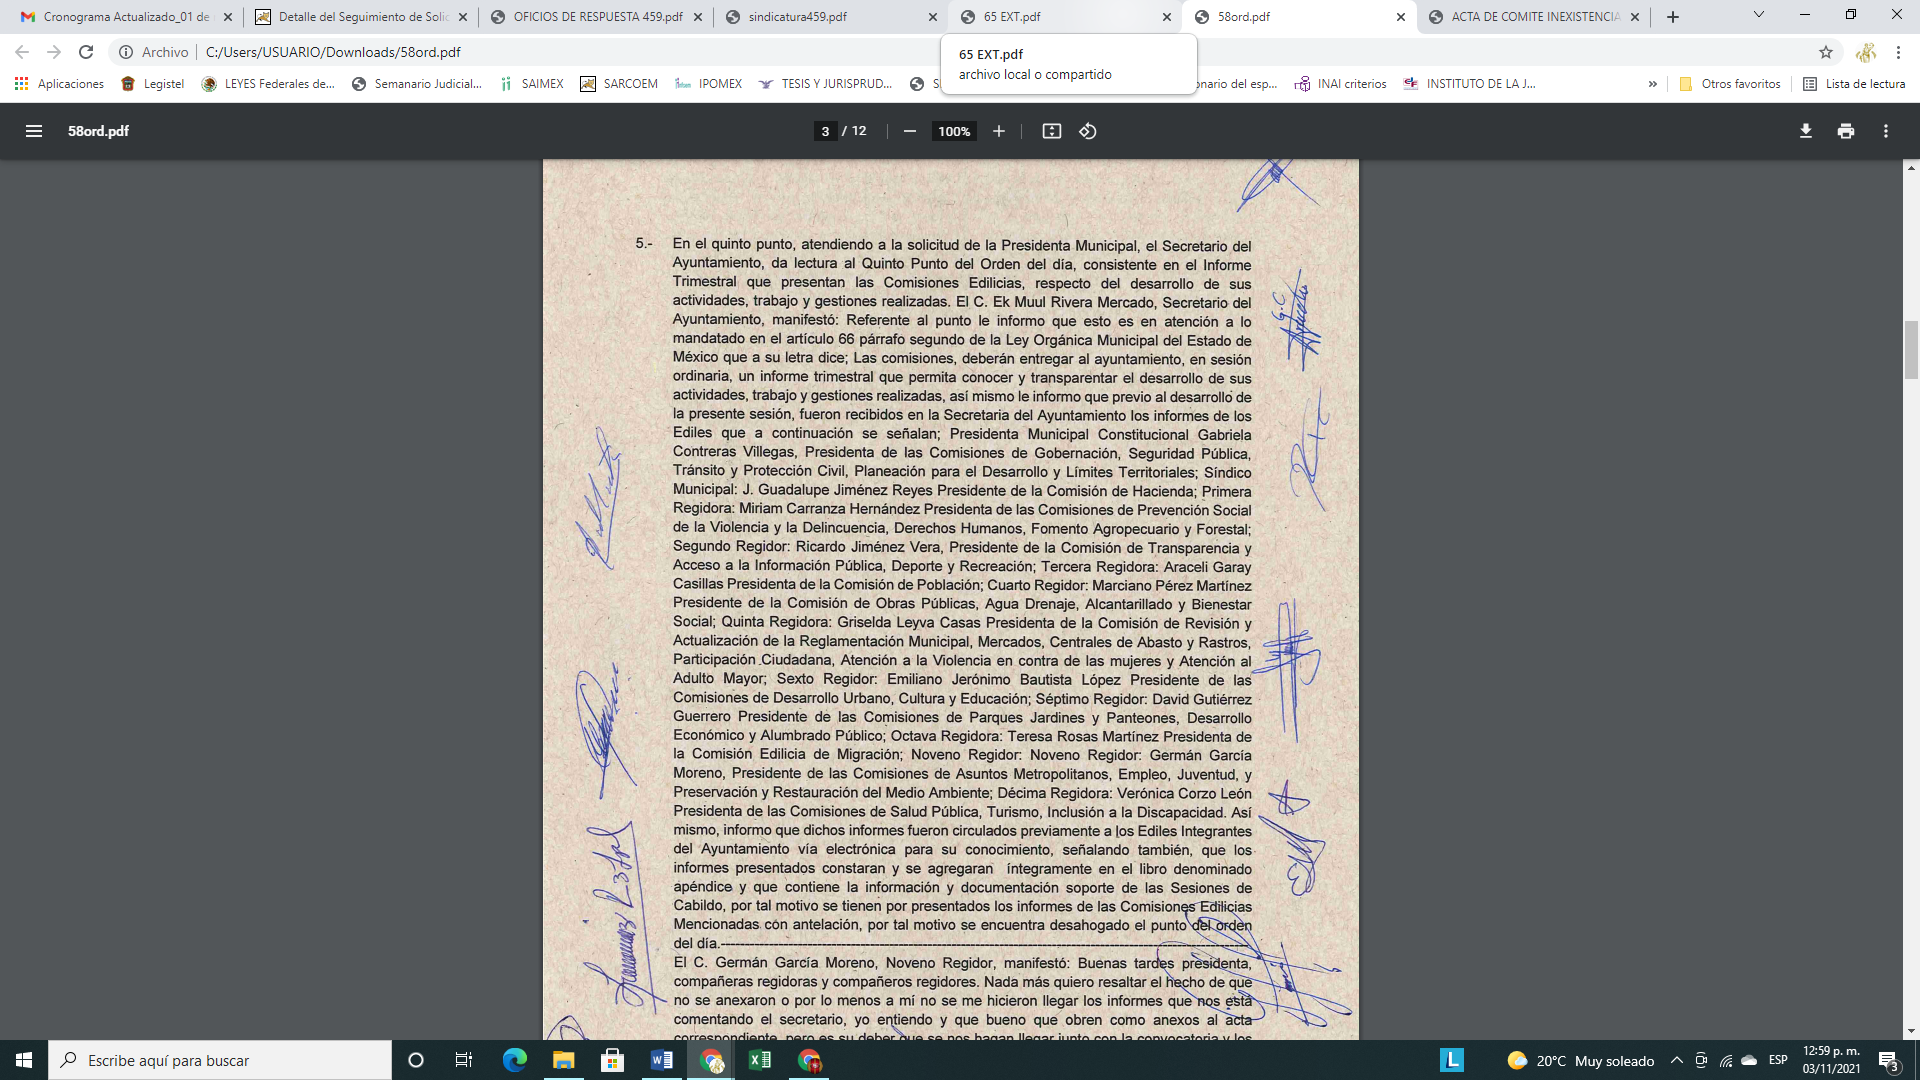 Cronograma Actualizado_01 de
Detalle del Seguimiento de Solic
OFICIOS DE RESPUESTA 459.pdf
sindicatura459.pdf
65 EXT.pdf
58ord.pdf
ACTA DE COMITE INEXISTENCIA
Archivo
C:/Users/USUARIO/Downloads/58ord.pdf
65 EXT.pdf
archivo local o compartido
Aplicaciones
Legistel
LEYES Federales de...
Semanario Judicial...
SAIMEX
SARCOEM
IPOMEX
TESIS Y JURISPRUD...
onario del esp...
INAI criterios
INSTITUTO DE LA J...
»
Otros favoritos
Lista de lectura
58ord.pdf
3 / 12
100%
5.- En el quinto punto, atendiendo a la solicitud de la Presidenta Municipal, el Secretario del
Ayuntamiento, da lectura al Quinto Punto del Orden del día, consistente en el Informe
Trimestral que presentan las Comisiones Edilicias, respecto del desarrollo de sus
actividades, trabajo y gestiones realizadas. El C. Ek Muul Rivera Mercado, Secretario del
Ayuntamiento, manifestó: Referente al punto le informo que esto es en atención a lo
mandatado en el artículo 66 párrafo segundo de la Ley Orgánica Municipal del Estado de
México que a su letra dice; Las comisiones, deberán entregar al ayuntamiento, en sesión
ordinaria, un informe trimestral que permita conocer y transparentar el desarrollo de sus
actividades, trabajo y gestiones realizadas, así mismo le informo que previo al desarrollo de
la presente sesión, fueron recibidos en la Secretaria del Ayuntamiento los informes de los
Ediles que a continuación se señalan; Presidenta Municipal Constitucional Gabriela
Contreras Villegas, Presidenta de las Comisiones de Gobernación, Seguridad Pública,
Tránsito y Protección Civil, Planeación para el Desarrollo y Límites Territoriales; Síndico
Municipal: J. Guadalupe Jiménez Reyes Presidente de la Comisión de Hacienda; Primera
Regidora: Miriam Carranza Hernández Presidenta de las Comisiones de Prevención Social
de la Violencia y la Delincuencia, Derechos Humanos, Fomento Agropecuario y Forestal;
Segundo Regidor: Ricardo Jiménez Vera, Presidente de la Comisión de Transparencia y
Acceso a la Información Pública, Deporte y Recreación; Tercera Regidora: Araceli Garay
Casillas Presidenta de la Comisión de Población; Cuarto Regidor: Marciano Pérez Martínez
Presidente de la Comisión de Obras Públicas, Agua Drenaje, Alcantarillado y Bienestar
Social; Quinta Regidora: Griselda Leyva Casas Presidenta de la Comisión de Revisión y
Actualización de la Reglamentación Municipal, Mercados, Centrales de Abasto y Rastros,
Participación Ciudadana, Atención a la Violencia en contra de las mujeres y Atención al
Adulto Mayor; Sexto Regidor: Emiliano Jerónimo Bautista López Presidente de las
Comisiones de Desarrollo Urbano, Cultura y Educación; Séptimo Regidor: David Gutiérrez
Guerrero Presidente de las Comisiones de Parques Jardines y Panteones, Desarrollo
Económico y Alumbrado Público; Octava Regidora: Teresa Rosas Martínez Presidenta de
la Comisión Edilicia de Migración; Noveno Regidor: Noveno Regidor: Germán García
Moreno, Presidente de las Comisiones de Asuntos Metropolitanos, Empleo, Juventud, y
Preservación y Restauración del Medio Ambiente; Décima Regidora: Verónica Corzo León
Presidenta de las Comisiones de Salud Pública, Turismo, Inclusión a la Discapacidad. Así
mismo, informo que dichos informes fueron circulados previamente a los Ediles Integrantes
del Ayuntamiento vía electrónica para su conocimiento, señalando también, que los
informes presentados constaran y se agregaran íntegramente en el libro denominado
apéndice y que contiene la información y documentación soporte de las Sesiones de
Cabildo, por tal motivo se tienen por presentados los informes de las Comisiones Edilicias
Mencionadas con antelación, por tal motivo se encuentra desahogado el punto del orden
del día.------------------------------------------------------------
El C. Germán García Moreno, Noveno Regidor, manifestó: Buenas tardes presidenta,
compañeras regidoras y compañeros regidores. Nada más quiero resaltar el hecho de que
no se anexaron o por lo menos a mí no se me hicieron llegar los informes que nos está
comentando el secretario, yo entiendo y que bueno que obren como anexos al acta
correspondiente, pero es su deber que se nos hagan llegar junto con la convocatoria y los
Escribe aquí para buscar
20°C Muy soleado
ESP
12:59 p. m.
03/11/2021
3